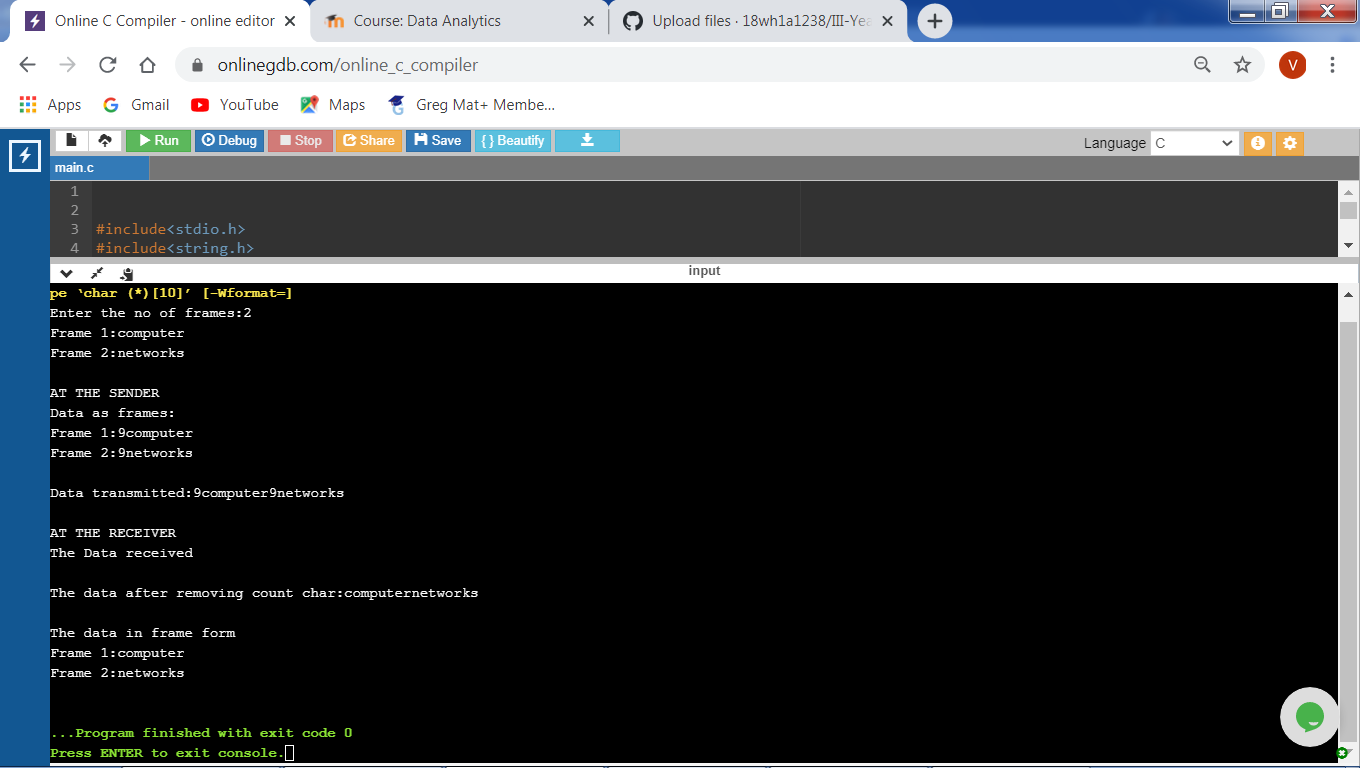 Online C Compiler - online editor
Course: Data Analytics
Upload files · 18wh1a1238/III-Yea
onlinegdb.com/online_c_compiler
V
Apps
Gmail
YouTube
Maps
Greg Mat+ Membe...
Run
Debug
Stop
Share
Save
{ } Beautify
Language
C
main.c
1
2
3 #include<stdio.h>
4 #include<string.h>
input
pe ‘char (*)[10]’ [-Wformat=]
Enter the no of frames:2
Frame 1:computer
Frame 2:networks
AT THE SENDER
Data as frames:
Frame 1:9computer
Frame 2:9networks
Data transmitted:9computer9networks
AT THE RECEIVER
The Data received
The data after removing count char:computernetworks
The data in frame form
Frame 1:computer
Frame 2:networks
...Program finished with exit code 0
Press ENTER to exit console.